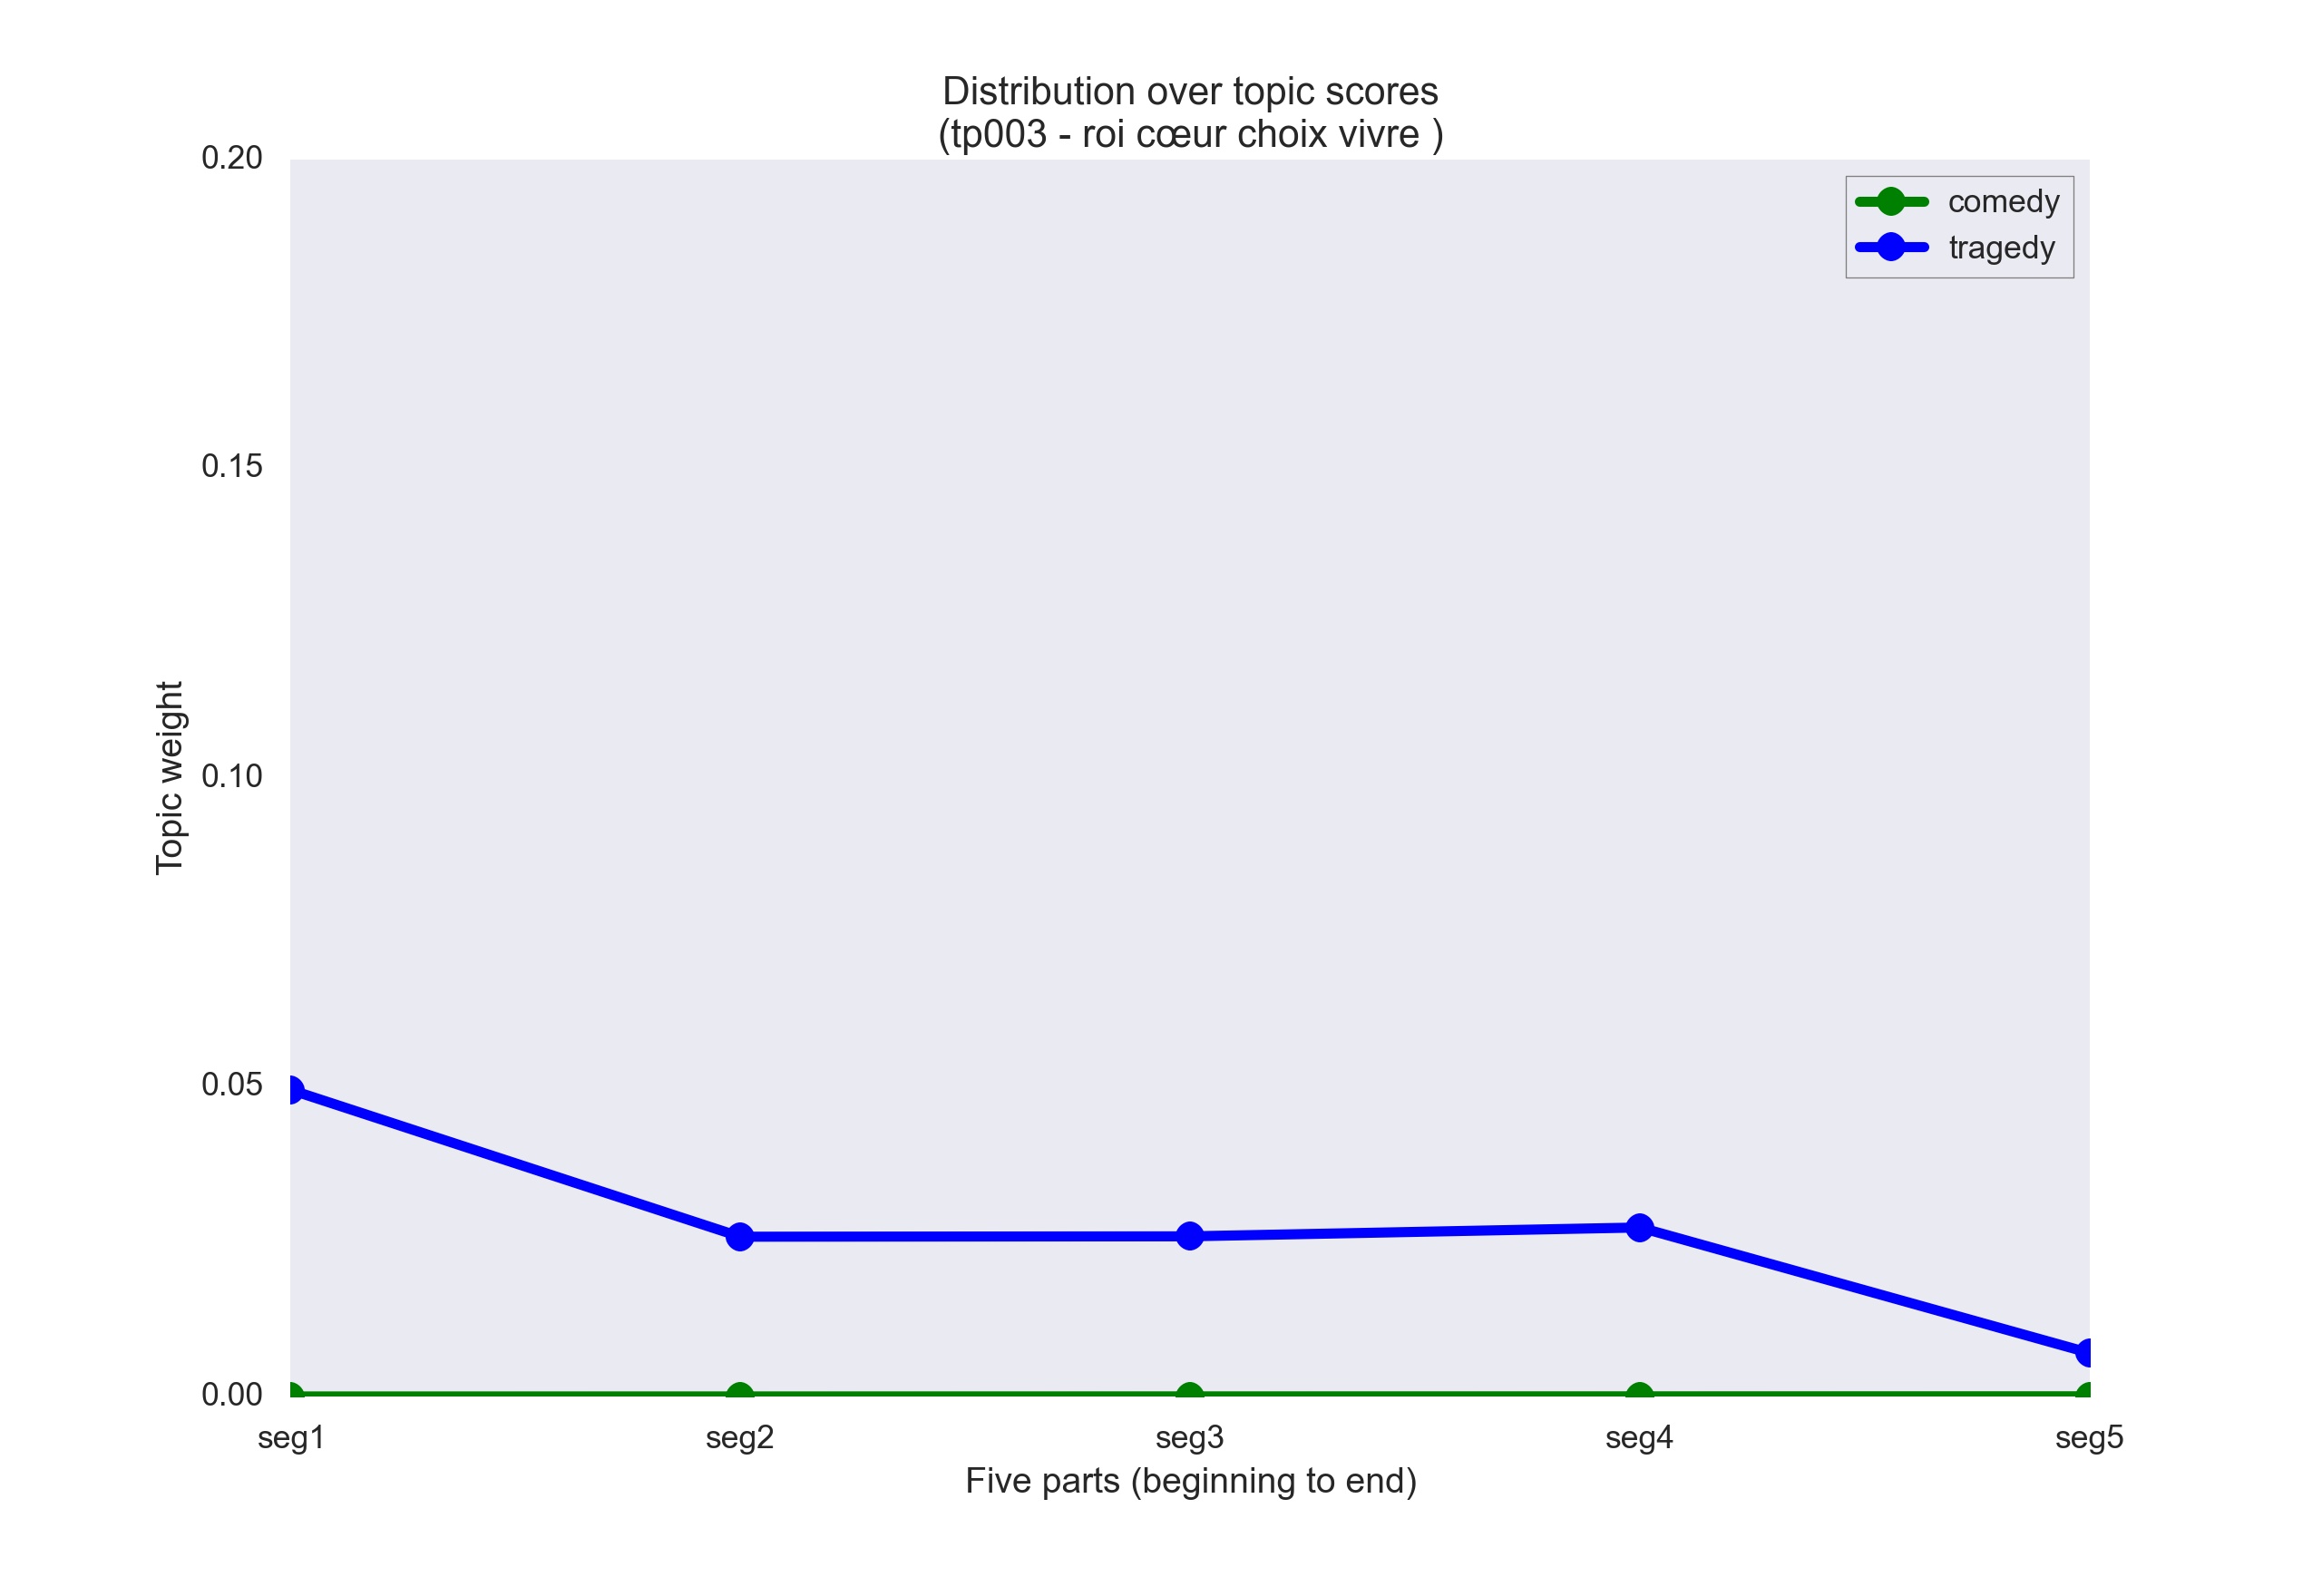 Distribution over topic scores
(tp003 - roi cœur choix vivre )
comedy
tragedy
Topic weight
0.20
0.15
0.10
0.05
0.00
seg1 seg2 seg3 seg4 seg5
Five parts (beginning to end)